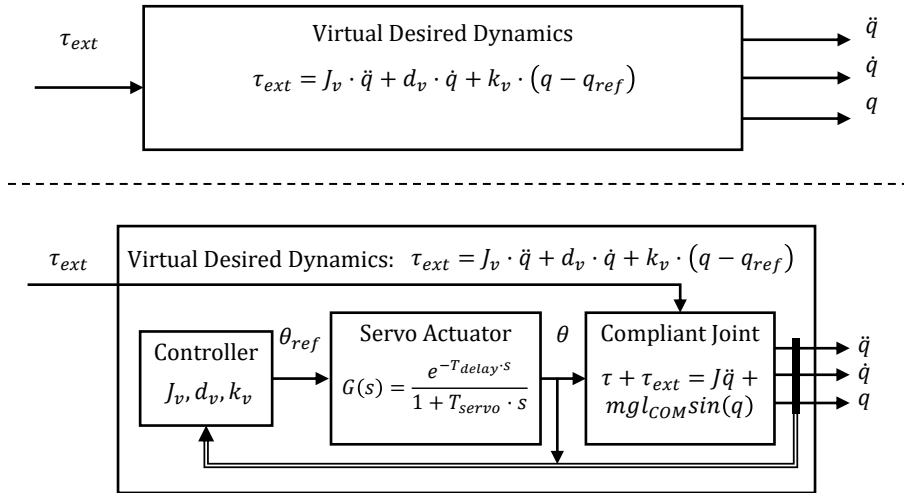 τ_ext
Virtual Desired Dynamics
τ_ext = J_v · q̈ + d_v · q̇ + k_v · (q − q_ref)
q̈
q̇
q
τ_ext
Virtual Desired Dynamics: τ_ext = J_v · q̈ + d_v · q̇ + k_v · (q − q_ref)
Controller
J_v, d_v, k_v
θ_ref
Servo Actuator
G(s) = e^{−T_delay·s} / (1 + T_servo · s)
θ
Compliant Joint
τ + τ_ext = Jq̈ +
mgl_COM sin(q)
q̈
q̇
q